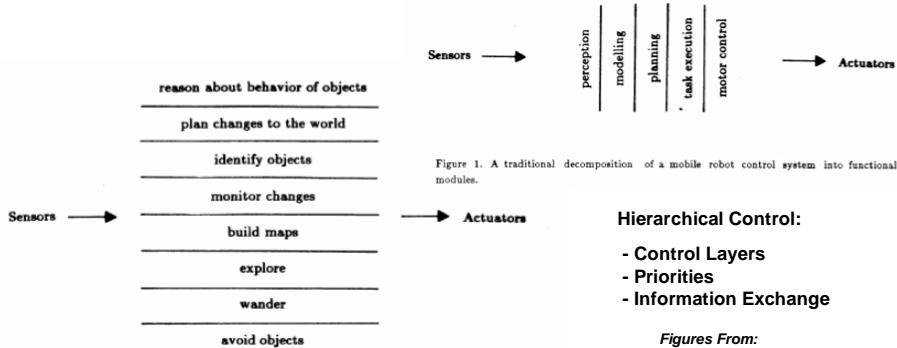 reason about behavior of objects
plan changes to the world
identify objects
monitor changes
Sensors
Actuators
build maps
explore
wander
avoid objects
Sensors
perception
modelling
planning
task execution
motor control
Actuators
Figure 1. A traditional decomposition of a mobile robot control system into functional
modules.
Hierarchical Control:
- Control Layers
- Priorities
- Information Exchange
Figures From: